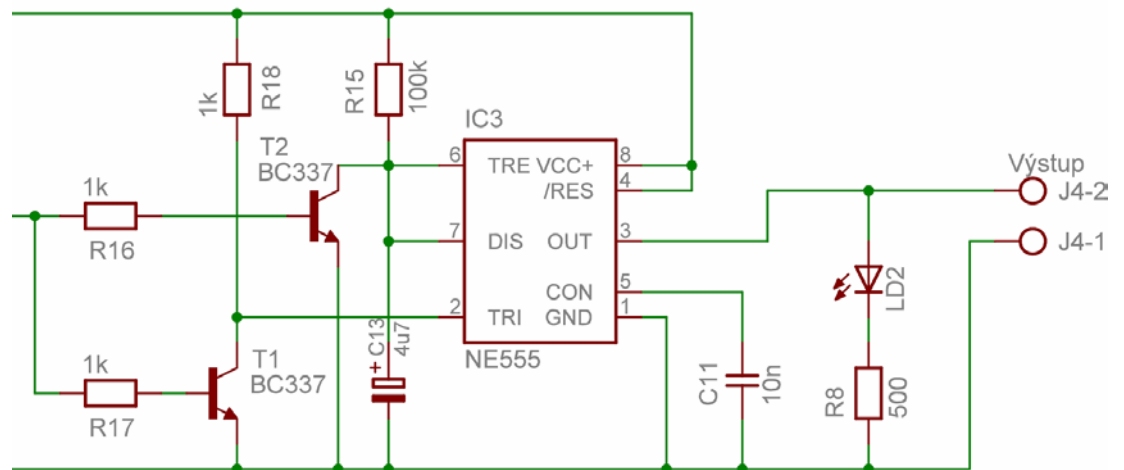 1k
R18
R15
100k
IC3
T2
BC337
6
TRE
VCC+
8
/RES
4
Výstup
J4-2
1k
R16
7
DIS
OUT
3
J4-1
CON
5
2
TRI
GND
1
NE555
LD2
+
C13
4u7
1k
R17
T1
BC337
C11
10n
R8
500